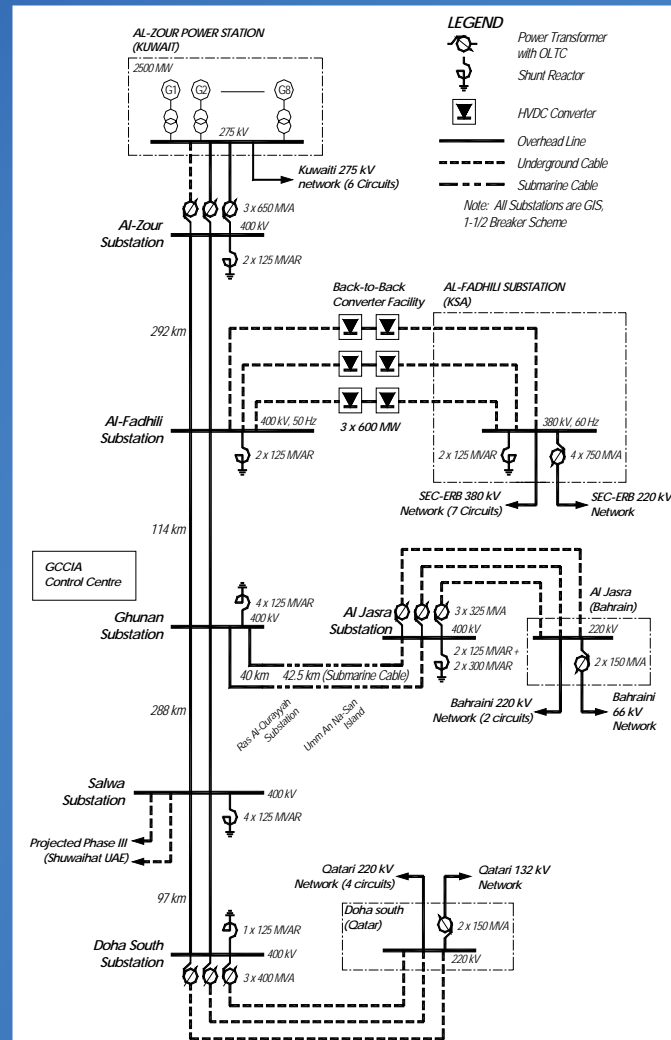 AL-ZOUR POWER STATION
(KUWAIT)
2500 MW
G1
G2
G8
275 kV
Kuwaiti 275 kV
network (6 Circuits)
LEGEND
Power Transformer
with OLTC
Shunt Reactor
HVDC Converter
Overhead Line
Underground Cable
Submarine Cable
Note: All Substations are GIS,
1-1/2 Breaker Scheme
3 x 650 MVA
Al-Zour
Substation
400 kV
2 x 125 MVAR
292 km
Back-to-Back
Converter Facility
3 x 600 MW
AL-FADHILI SUBSTATION
(KSA)
Al-Fadhili
Substation
400 kV, 50 Hz
2 x 125 MVAR
380 kV, 60 Hz
2 x 125 MVAR
4 x 750 MVA
SEC-ERB 380 kV
Network (7 Circuits)
SEC-ERB 220 kV
Network
114 km
GCCIA
Control Centre
4 x 125 MVAR
Ghunan
Substation
400 kV
40 km
42.5 km (Submarine Cable)
Ras Al-Qurayyah
Substation
Umm An Na-San
Island
Al Jasra
Substation
3 x 325 MVA
400 kV
2 x 125 MVAR +
2 x 300 MVAR
Al Jasra
(Bahrain)
220 kV
2 x 150 MVA
Bahraini 220 kV
Network (2 circuits)
Bahraini
66 kV
Network
288 km
Salwa
Substation
400 kV
4 x 125 MVAR
Projected Phase III
(Shuwaihat UAE)
97 km
1 x 125 MVAR
Doha South
Substation
400 kV
3 x 400 MVA
Qatari 220 kV
Network (4 circuits)
Qatari 132 kV
Network
Doha south
(Qatar)
2 x 150 MVA
220 kV